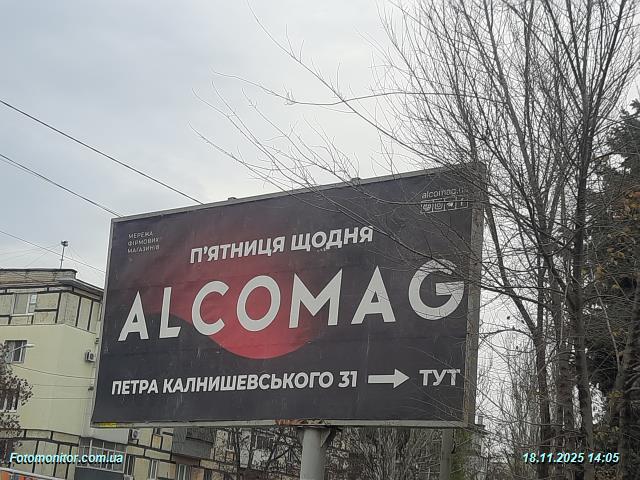 МЕРЕЖА
ФІРМОВИХ
МАГАЗИНІВ
П'ЯТНИЦЯ ЩОДНЯ
ALCOMAG
ПЕТРА КАЛНИШЕВСЬКОГО 31 → ТУТ
Fotomonitor.com.ua
18.11.2025 14:05